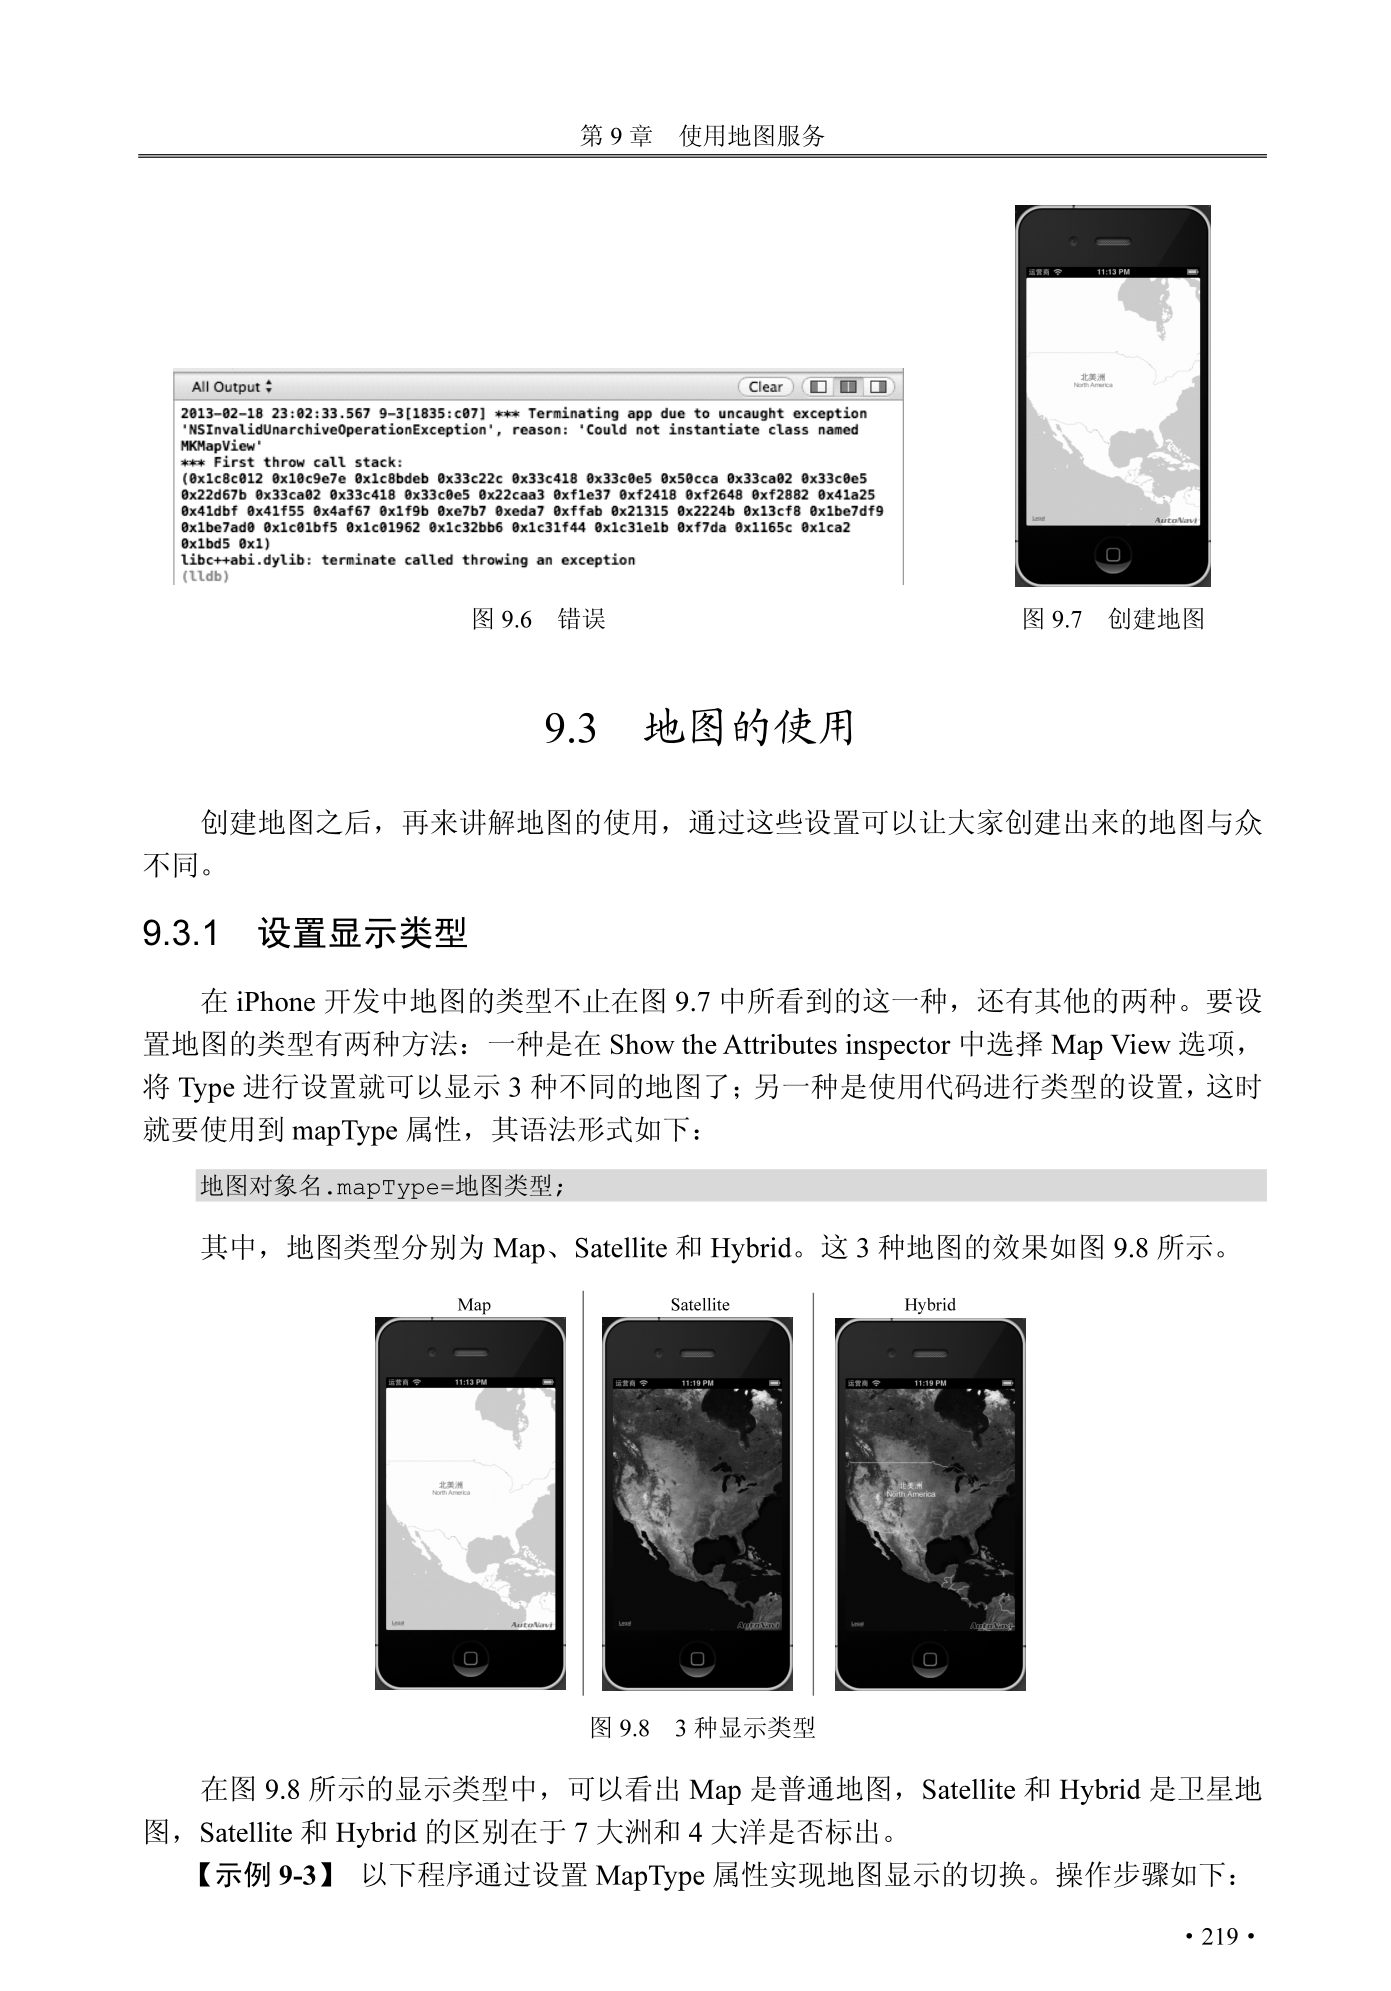 第 9 章　使用地图服务
All Output
Clear
2013-02-18 23:02:33.567 9-3[1835:c07] *** Terminating app due to uncaught exception
'NSInvalidUnarchiveOperationException', reason: 'Could not instantiate class named
MKMapView'
*** First throw call stack:
(0x1c8c012 0x10c9e7e 0x1c8bdeb 0x33c22c 0x33c418 0x33c0e5 0x50cca 0x33ca02 0x33c0e5
0x22d67b 0x33ca02 0x33c418 0x33c0e5 0x22caa3 0xf1e37 0xf2418 0xf2648 0xf2882 0x41a25
0x41dbf 0x41f55 0x4af67 0x1f9b 0xe7b7 0xeda7 0xffab 0x21315 0x2224b 0x13cf8 0x1be7df9
0x1be7ad0 0x1c01bf5 0x1c01962 0x1c32bb6 0x1c31f44 0x1c31e1b 0xf7da 0x1165c 0x1ca2
0x1bd5 0x1)
libc++abi.dylib: terminate called throwing an exception
(lldb)
运营商 11:13 PM
北美洲
North America
Legal AutoNavi
图 9.6　错误
图 9.7　创建地图
9.3　地图的使用
创建地图之后，再来讲解地图的使用，通过这些设置可以让大家创建出来的地图与众
不同。
9.3.1　设置显示类型
在 iPhone 开发中地图的类型不止在图 9.7 中所看到的这一种，还有其他的两种。要设
置地图的类型有两种方法：一种是在 Show the Attributes inspector 中选择 Map View 选项，
将 Type 进行设置就可以显示 3 种不同的地图了；另一种是使用代码进行类型的设置，这时
就要使用到 mapType 属性，其语法形式如下：
地图对象名.mapType=地图类型;
其中，地图类型分别为 Map、Satellite 和 Hybrid。这 3 种地图的效果如图 9.8 所示。
Map
运营商 11:13 PM
北美洲
North America
Legal AutoNavi
Satellite
运营商 11:19 PM
Legal AutoNavi
Hybrid
运营商 11:19 PM
北美洲
North America
Legal AutoNavi
图 9.8　3 种显示类型
在图 9.8 所示的显示类型中，可以看出 Map 是普通地图，Satellite 和 Hybrid 是卫星地
图，Satellite 和 Hybrid 的区别在于 7 大洲和 4 大洋是否标出。
【示例 9-3】 以下程序通过设置 MapType 属性实现地图显示的切换。操作步骤如下：
• 219 •